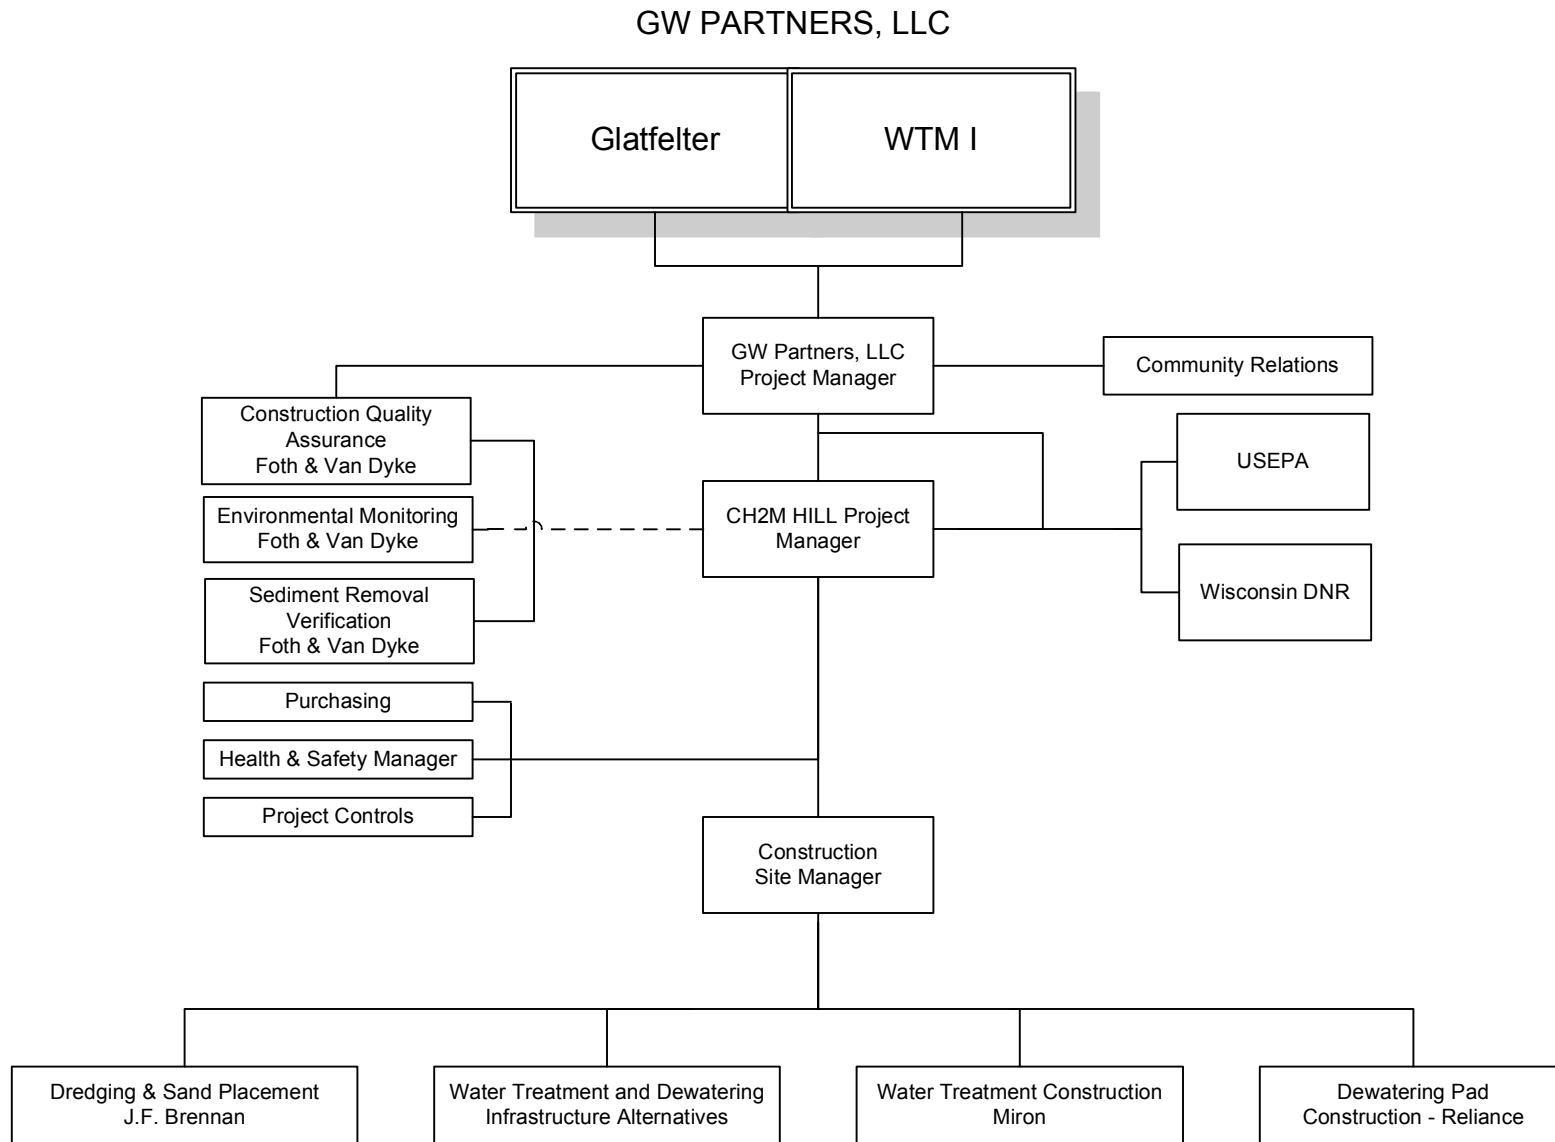 GW PARTNERS, LLC
Glatfelter
WTM I
GW Partners, LLC
Project Manager
Community Relations
Construction Quality
Assurance
Foth & Van Dyke
USEPA
Environmental Monitoring
Foth & Van Dyke
CH2M HILL Project
Manager
Sediment Removal
Verification
Foth & Van Dyke
Wisconsin DNR
Purchasing
Health & Safety Manager
Project Controls
Construction
Site Manager
Dredging & Sand Placement
J.F. Brennan
Water Treatment and Dewatering
Infrastructure Alternatives
Water Treatment Construction
Miron
Dewatering Pad
Construction - Reliance